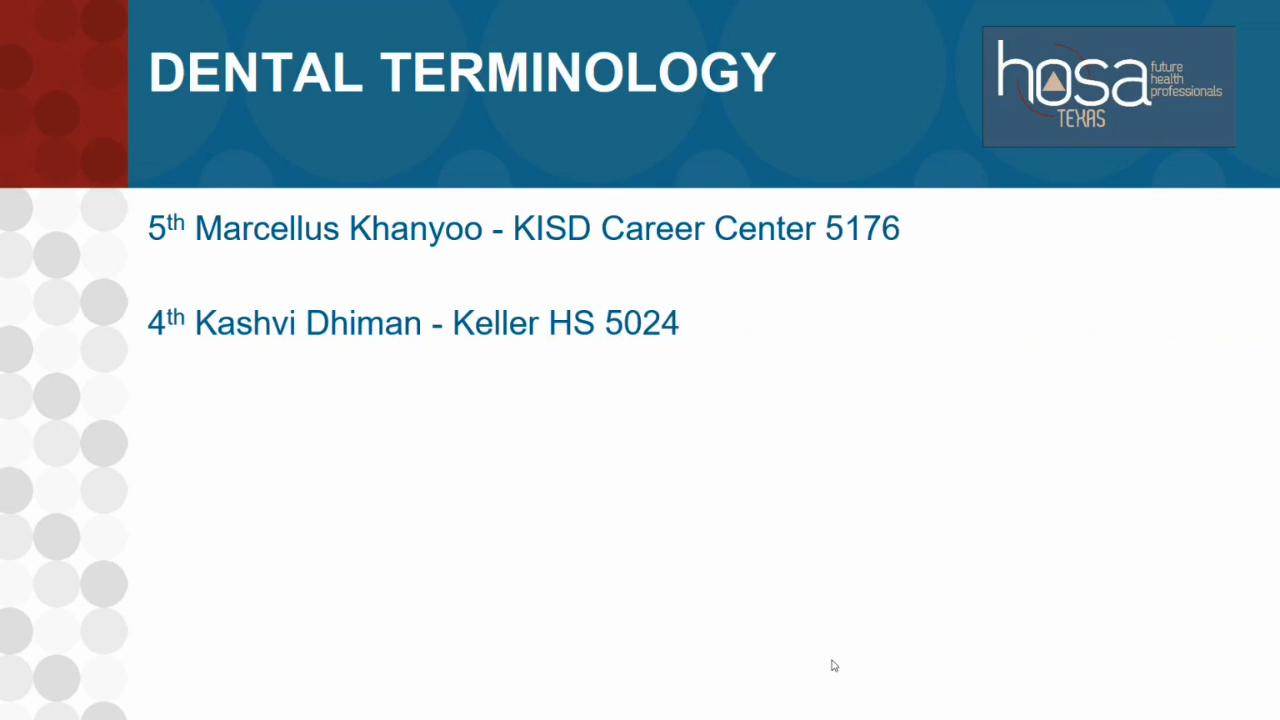 DENTAL TERMINOLOGY
hosa
future
health
professionals
TEXAS
5th Marcellus Khanyoo - KISD Career Center 5176
4th Kashvi Dhiman - Keller HS 5024